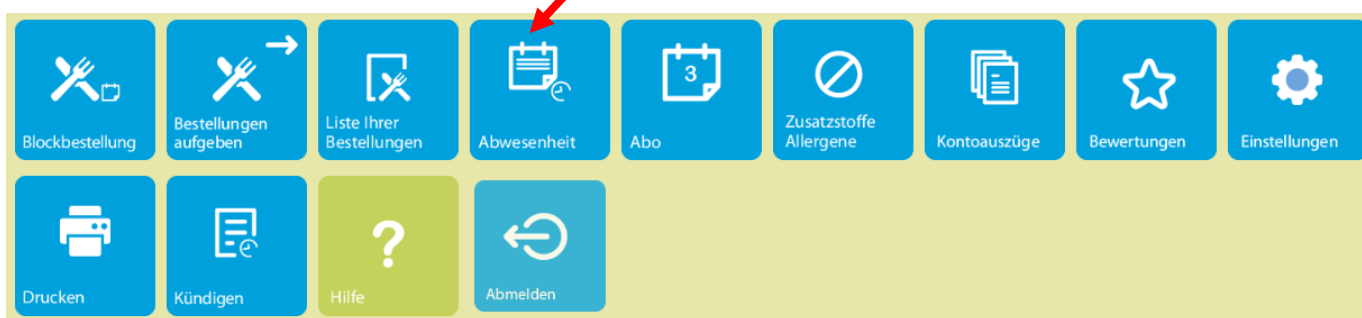 Blockbestellung
Bestellungen
aufgeben
Liste Ihrer
Bestellungen
Abwesenheit
3
Abo
Zusatzstoffe
Allergene
Kontoauszüge
Bewertungen
Einstellungen
Drucken
Kündigen
?
Hilfe
Abmelden